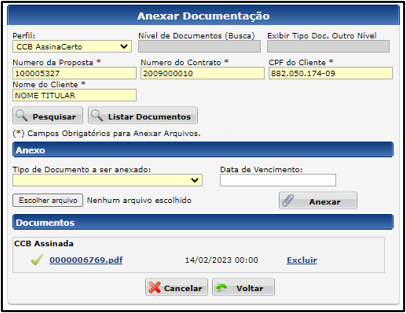 Anexar Documentação
Perfil: Nível de Documentos (Busca) Exibir Tipo Doc. Outro Nível
CCB AssinaCerto
Numero da Proposta * Numero do Contrato * CPF do Cliente *
100005327 2009000010 882.050.174-09
Nome do Cliente *
NOME TITULAR
Pesquisar Listar Documentos
(*) Campos Obrigatórios para Anexar Arquivos.
Anexo
Tipo de Documento a ser anexado: Data de Vencimento:
Escolher arquivo Nenhum arquivo escolhido Anexar
Documentos
CCB Assinada
0000006769.pdf 14/02/2023 00:00 Excluir
Cancelar Voltar